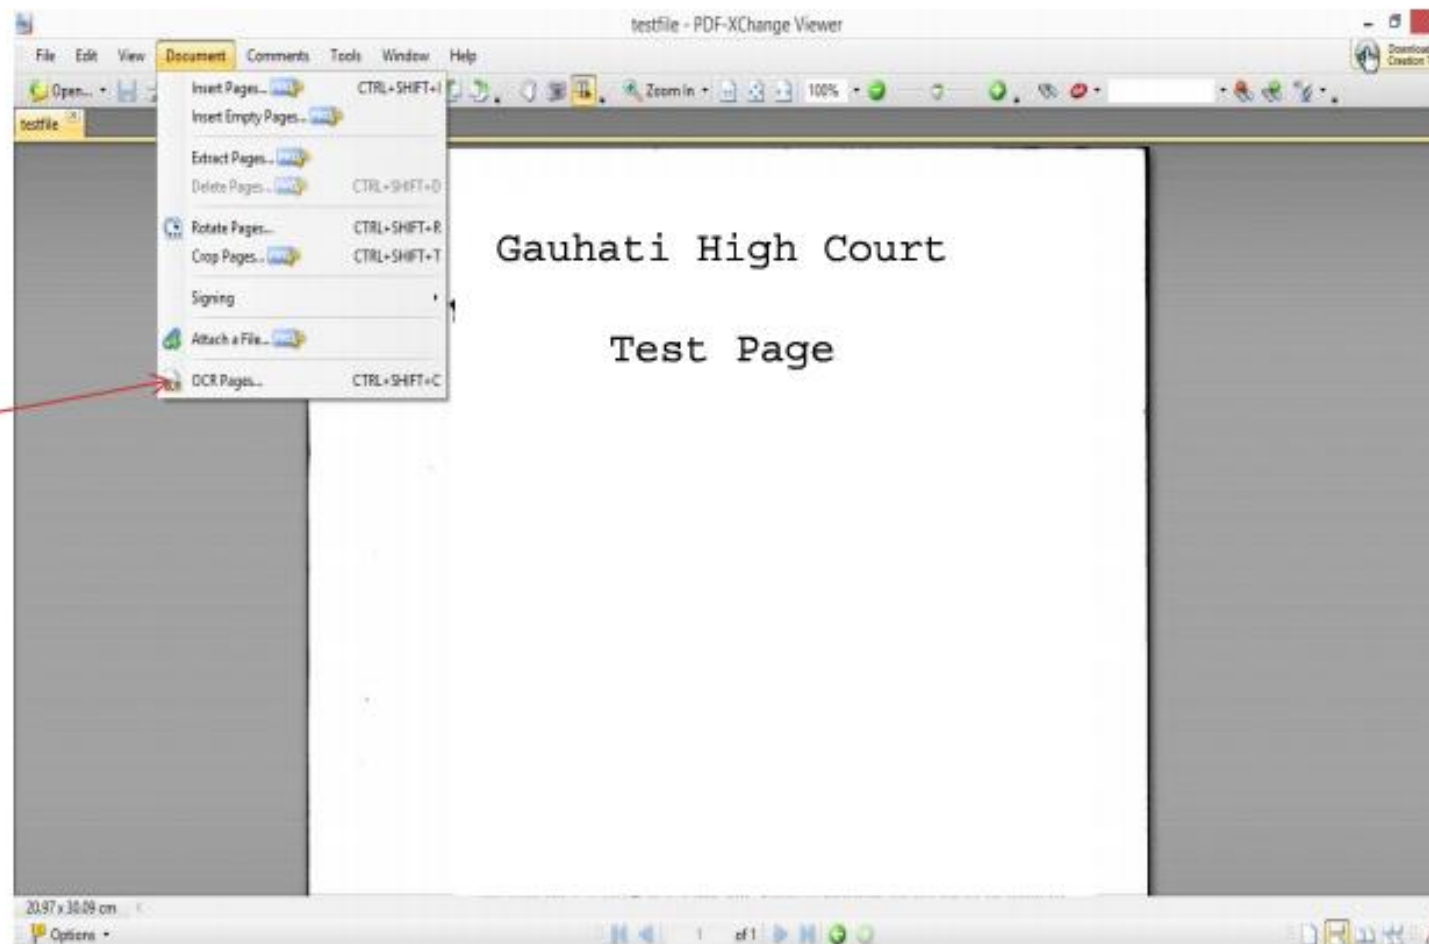 testfile - PDF-XChange Viewer
File Edit View Document Comments Tools Window Help
Download
Creation
Open... Zoom In 100%
testfile
Insert Pages... CTRL+SHIFT+I
Insert Empty Pages...
Extract Pages...
Delete Pages... CTRL+SHIFT+D
Rotate Pages... CTRL+SHIFT+R
Crop Pages... CTRL+SHIFT+T
Signing
Attach a File...
OCR Pages... CTRL+SHIFT+C
Gauhati High Court
Test Page
20.97 x 30.09 cm
Options 1 of 1